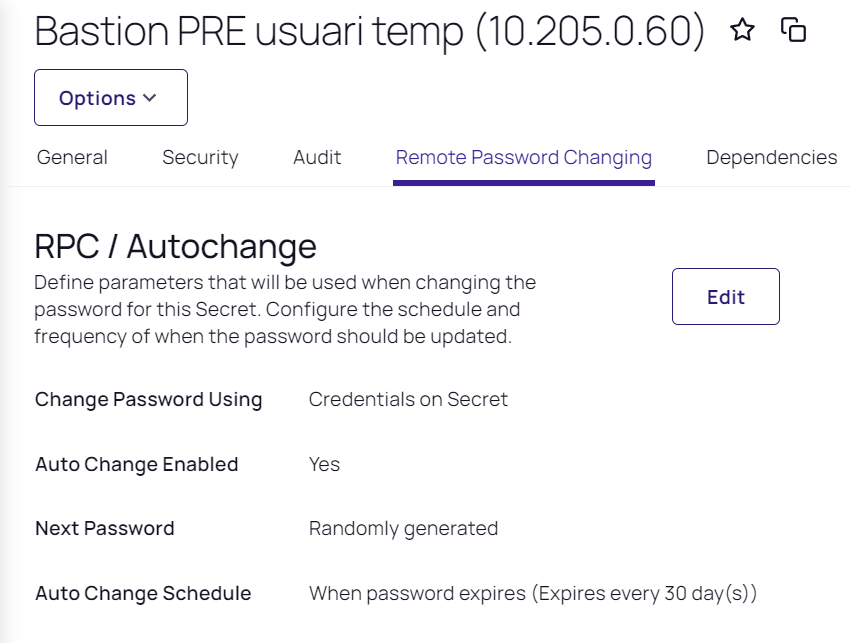 Bastion PRE usuari temp (10.205.0.60)
Options
General Security Audit Remote Password Changing Dependencies
RPC / Autochange
Define parameters that will be used when changing the
password for this Secret. Configure the schedule and
frequency of when the password should be updated.
Edit
Change Password Using Credentials on Secret
Auto Change Enabled Yes
Next Password Randomly generated
Auto Change Schedule When password expires (Expires every 30 day(s))